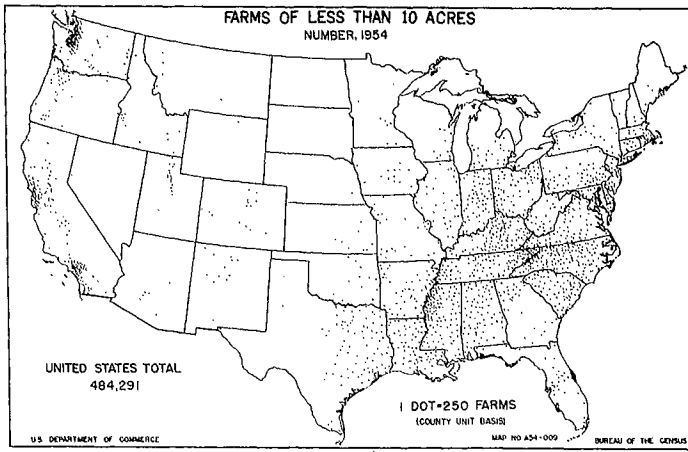 FARMS OF LESS THAN 10 ACRES
NUMBER, 1954
UNITED STATES TOTAL
484,291
1 DOT=250 FARMS
(COUNTY UNIT BASIS)
U.S. DEPARTMENT OF COMMERCE
MAP NO A54-009
BUREAU OF THE CENSUS